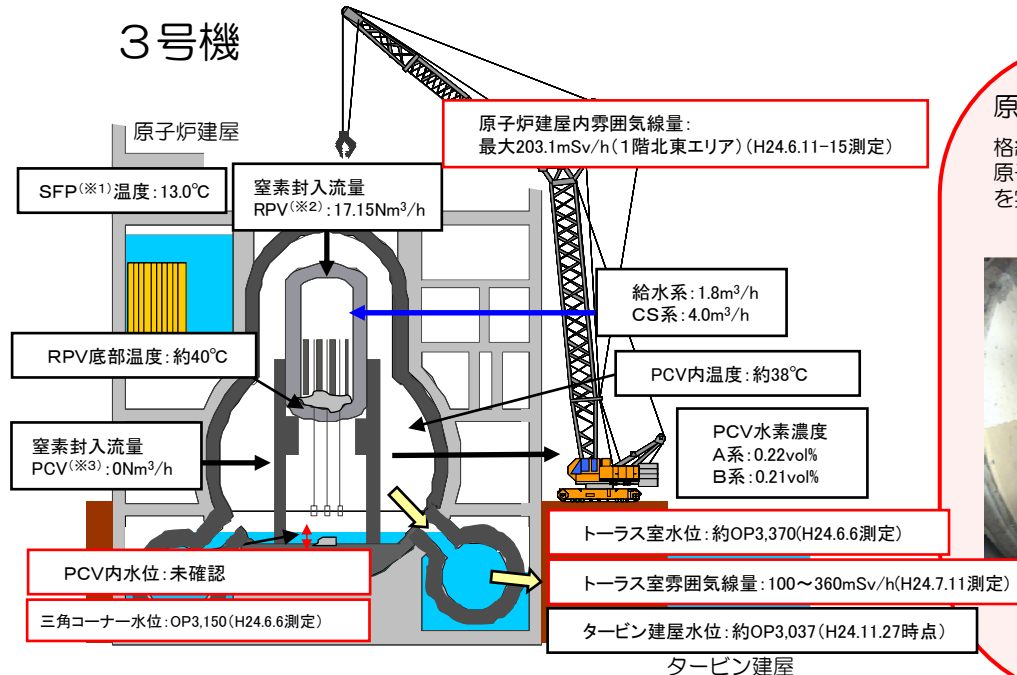 3号機
原子炉建屋
原子炉建屋内雰囲気線量:
最大203.1mSv/h(1階北東エリア)(H24.6.11-15測定)
原
格納
原子
を実
SFP(※1)温度:13.0℃
窒素封入流量
RPV(※2):17.15Nm³/h
給水系:1.8m³/h
CS系:4.0m³/h
RPV底部温度:約40℃
PCV内温度:約38℃
窒素封入流量
PCV(※3):0Nm³/h
PCV水素濃度
A系:0.22vol%
B系:0.21vol%
トーラス室水位:約OP3,370(H24.6.6測定)
PCV内水位:未確認
トーラス室雰囲気線量:100~360mSv/h(H24.7.11測定)
三角コーナー水位:OP3,150(H24.6.6測定)
タービン建屋水位:約OP3,037(H24.11.27時点)
タービン建屋